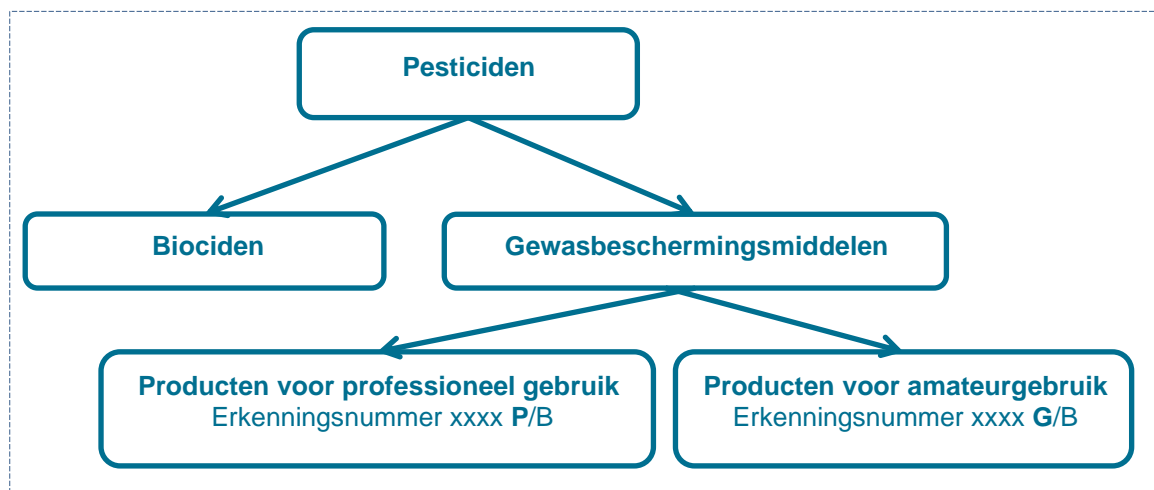 Pesticiden
Biociden
Gewasbeschermingsmiddelen
Producten voor professioneel gebruik
Erkenningsnummer xxxx P/B
Producten voor amateurgebruik
Erkenningsnummer xxxx G/B